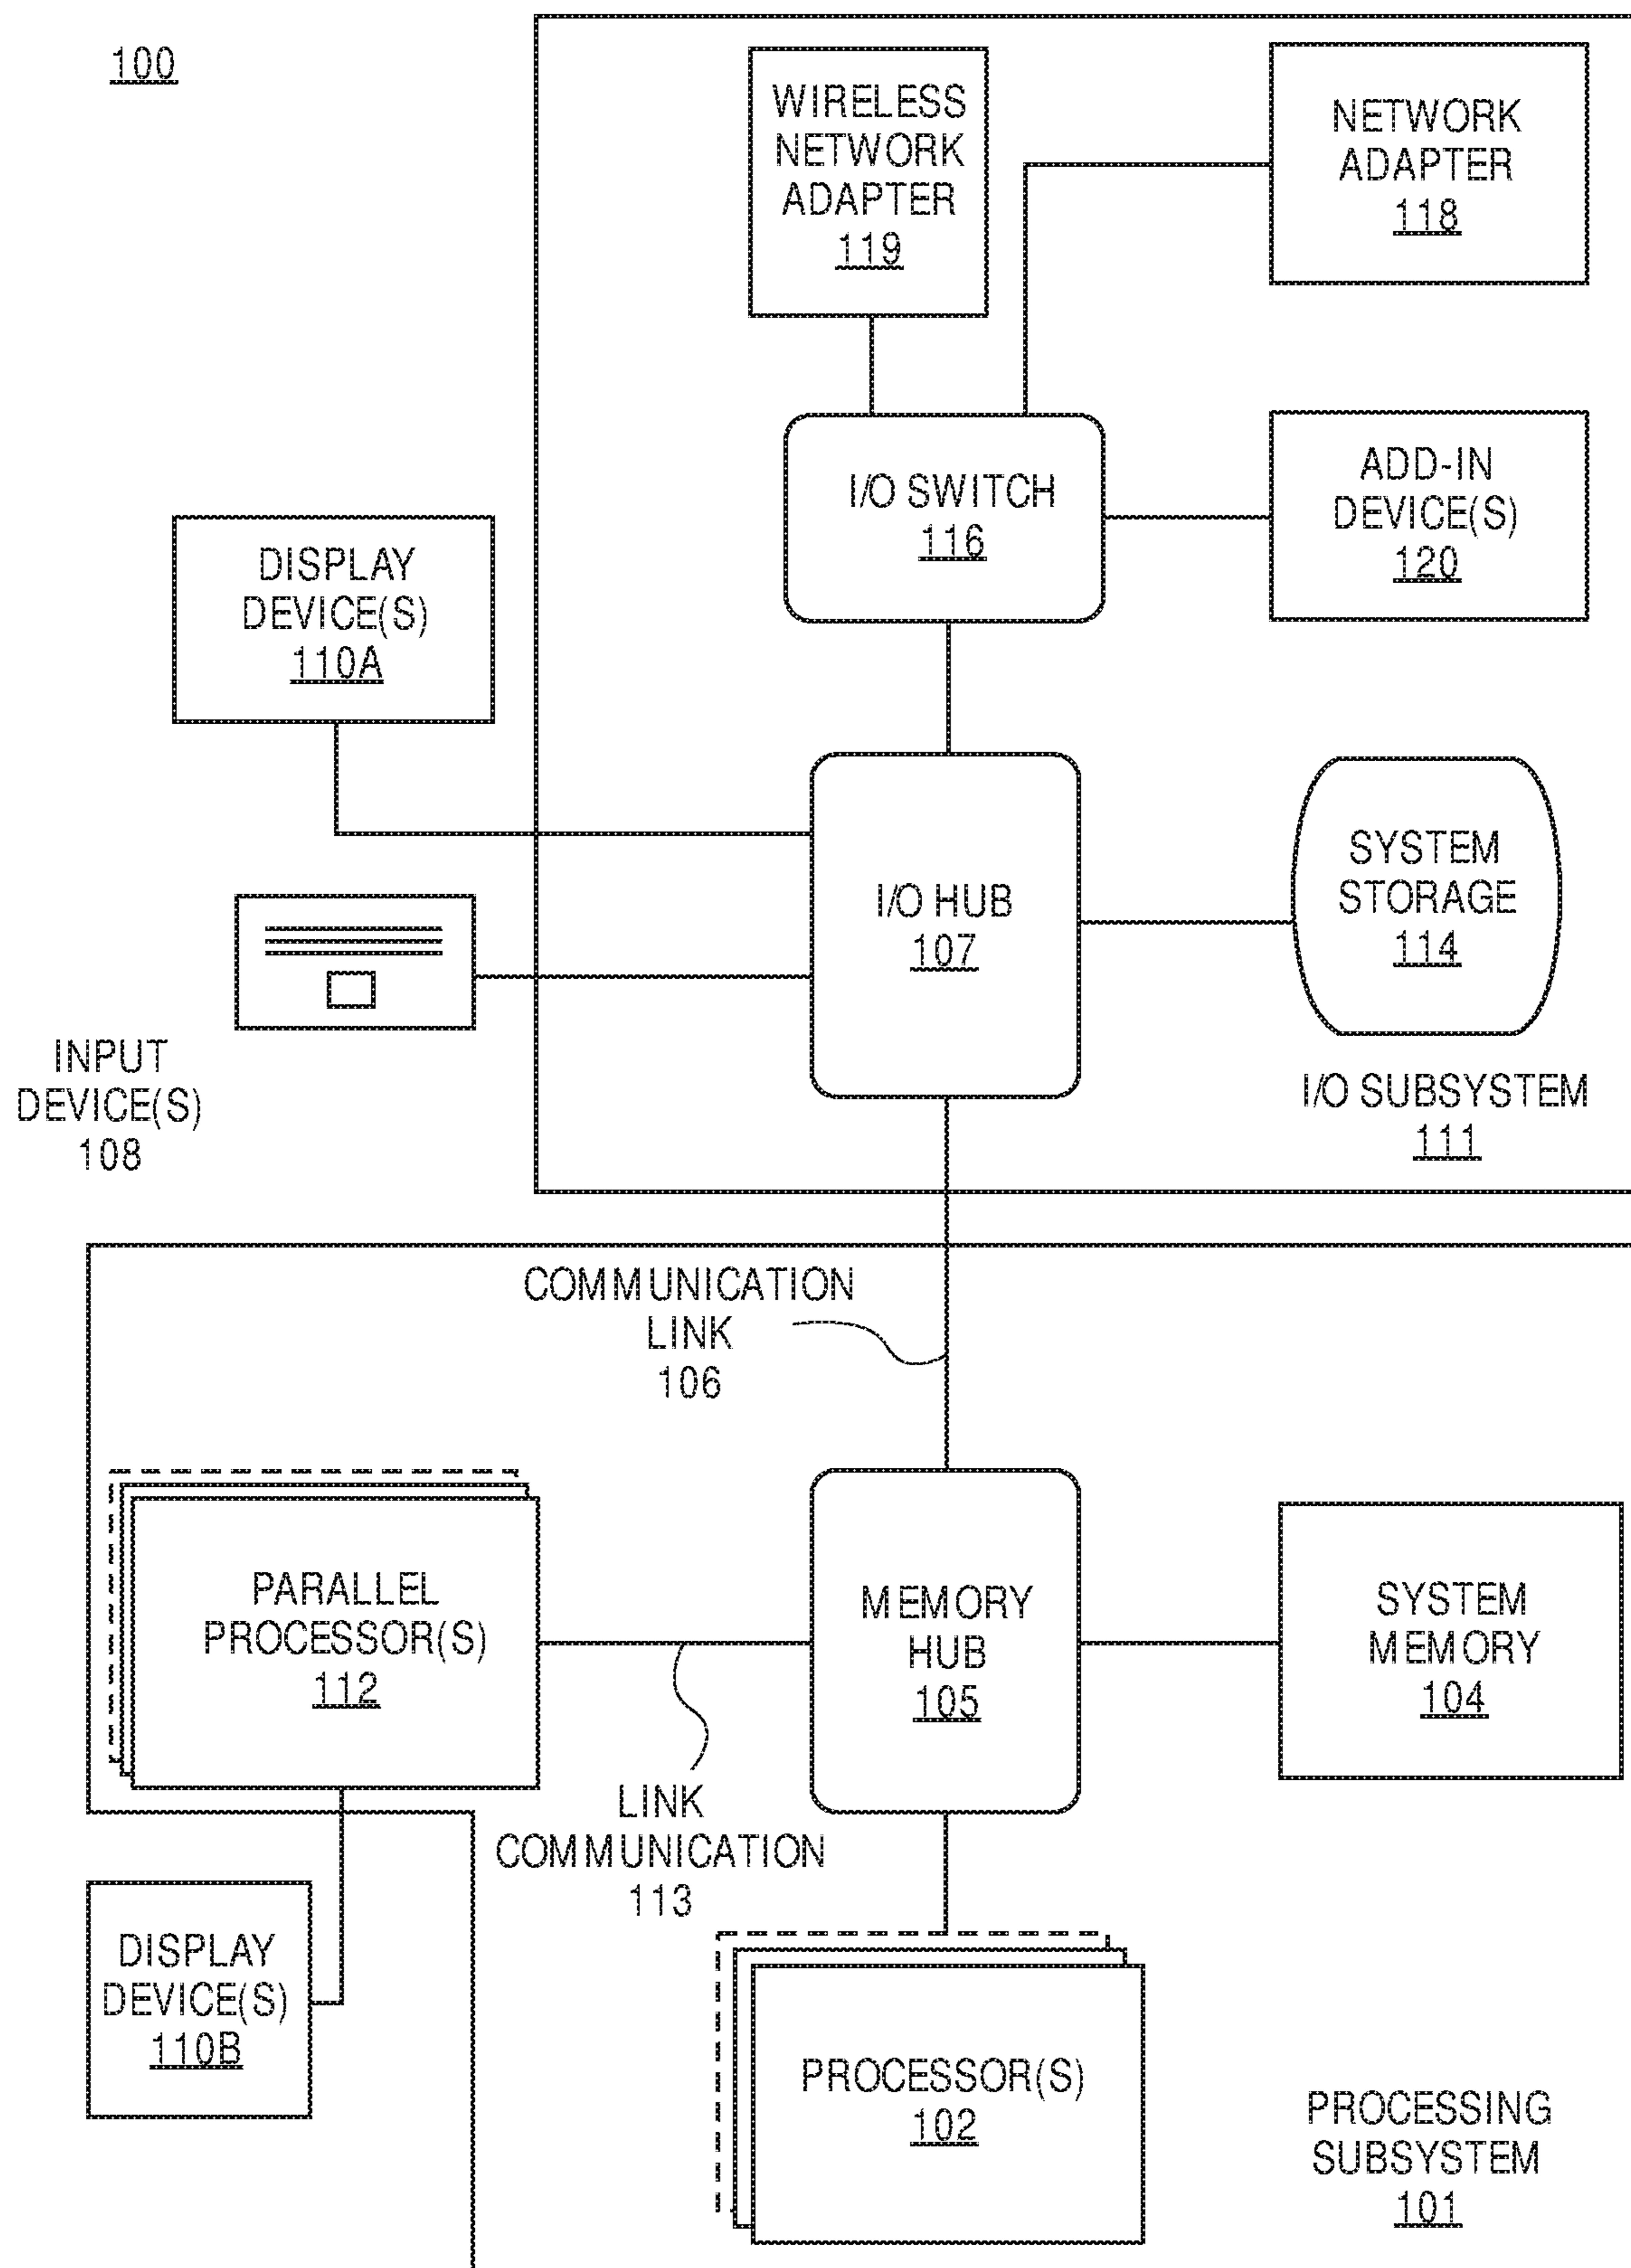 100
WIRELESS
NETWORK
ADAPTER
119
NETWORK
ADAPTER
118
I/O SWITCH
116
ADD-IN
DEVICE(S)
120
DISPLAY
DEVICE(S)
110A
I/O HUB
107
SYSTEM
STORAGE
114
INPUT
DEVICE(S)
108
I/O SUBSYSTEM
111
COMMUNICATION
LINK
106
PARALLEL
PROCESSOR(S)
112
MEMORY
HUB
105
SYSTEM
MEMORY
104
LINK
COMMUNICATION
113
DISPLAY
DEVICE(S)
110B
PROCESSOR(S)
102
PROCESSING
SUBSYSTEM
101